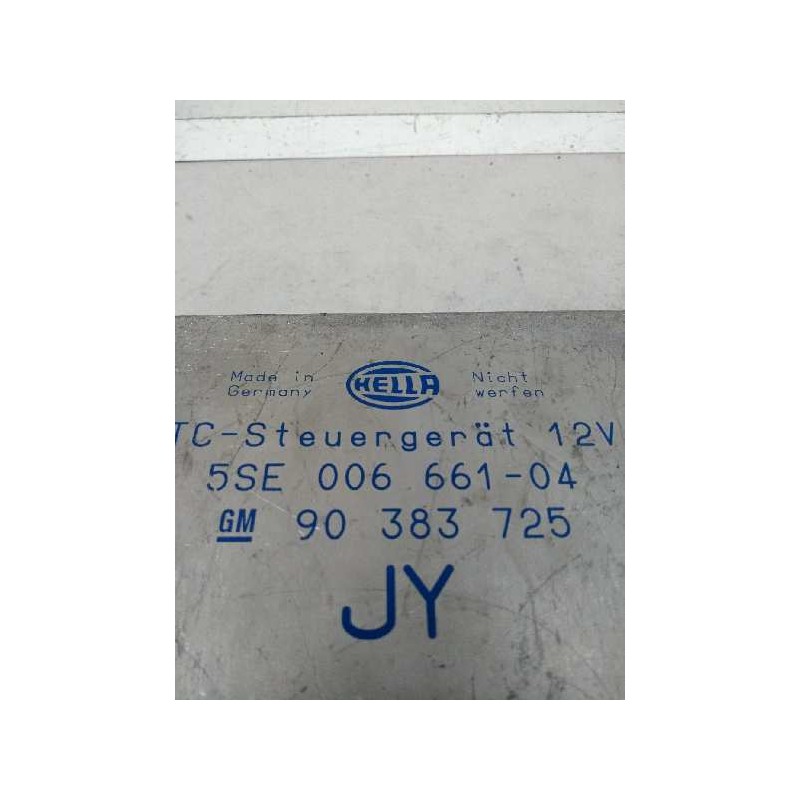 Made in
Germany
HELLA
Nicht
werfen
TC-Steuergerät 12V
5SE 006 661-04
GM 90 383 725
JY